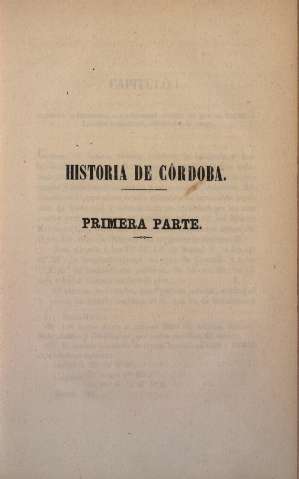 HISTORIA DE CÓRDOBA.
PRIMERA PARTE.